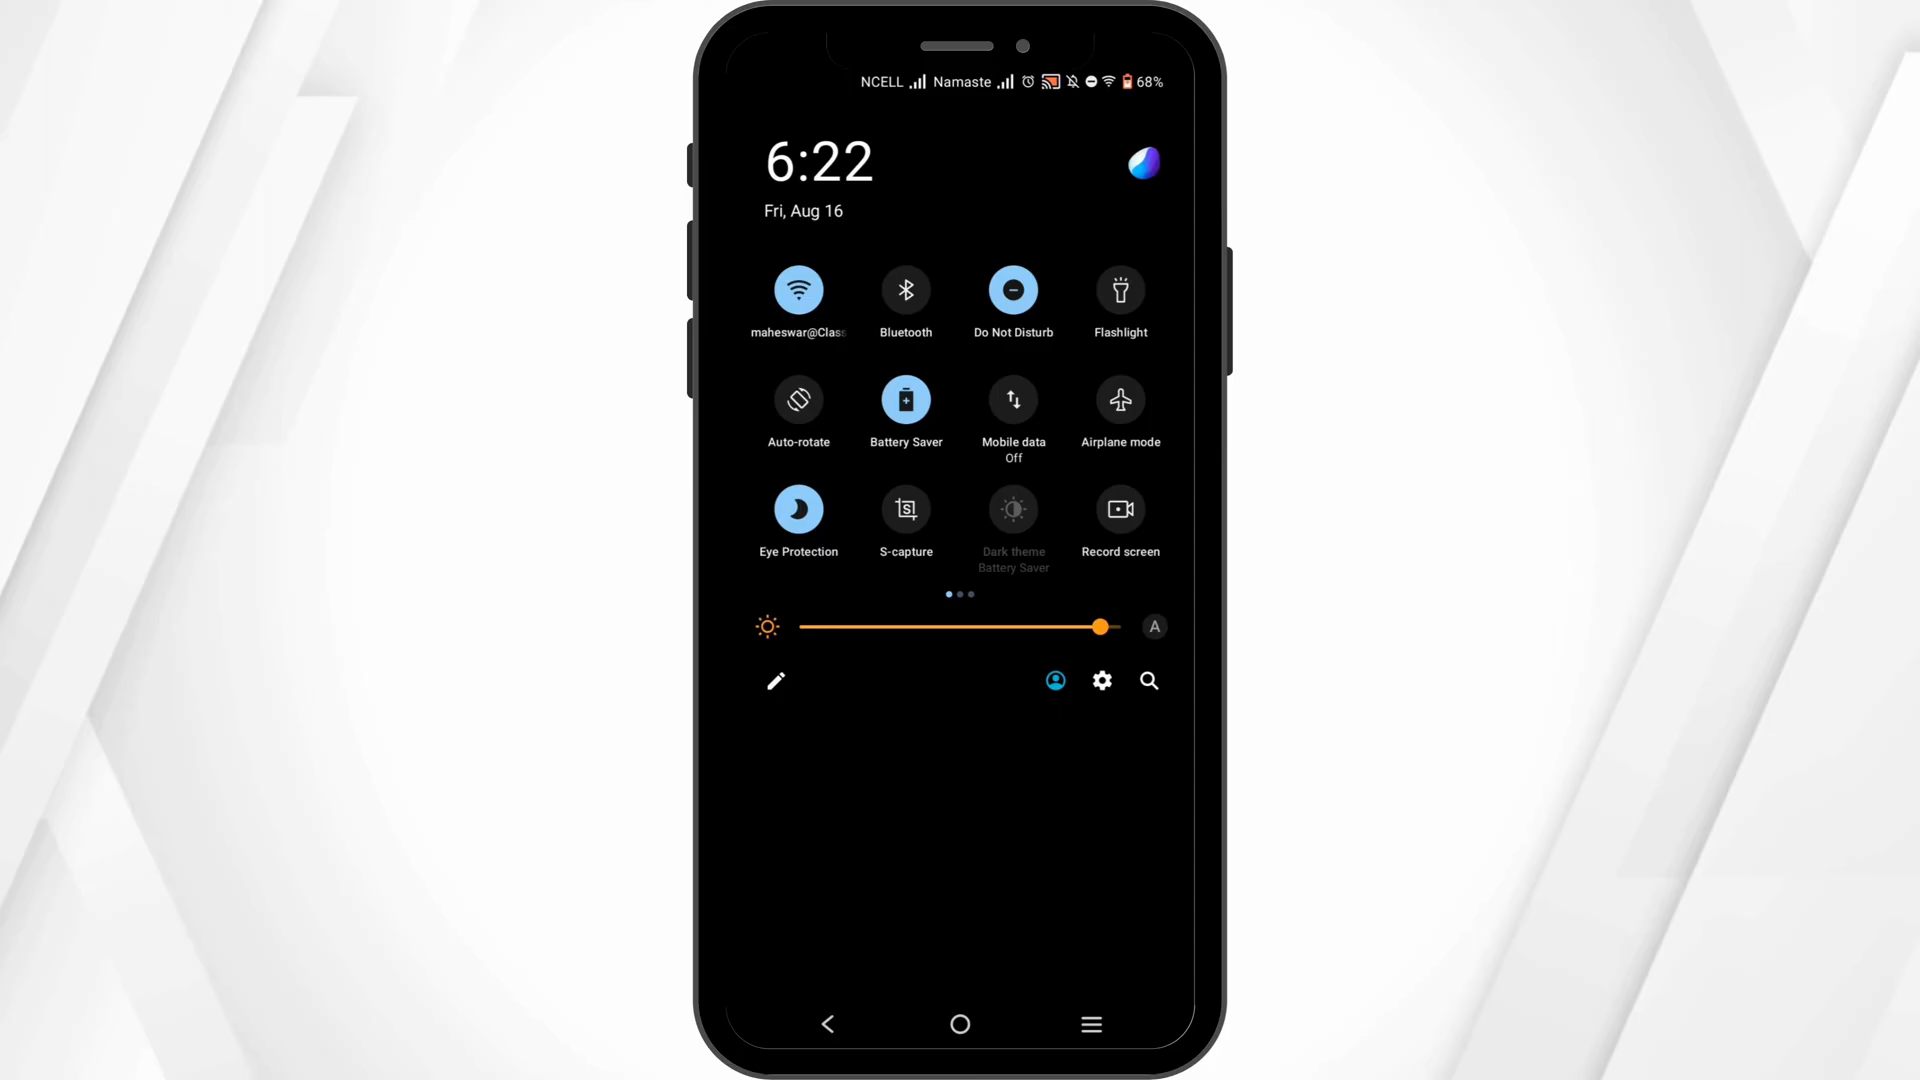 NCELL Namaste 68%
6:22
Fri, Aug 16
maheswar@Class Bluetooth Do Not Disturb Flashlight
Auto-rotate Battery Saver Mobile data Airplane mode
Off
S
Eye Protection S-capture Dark theme Record screen
Battery Saver
A